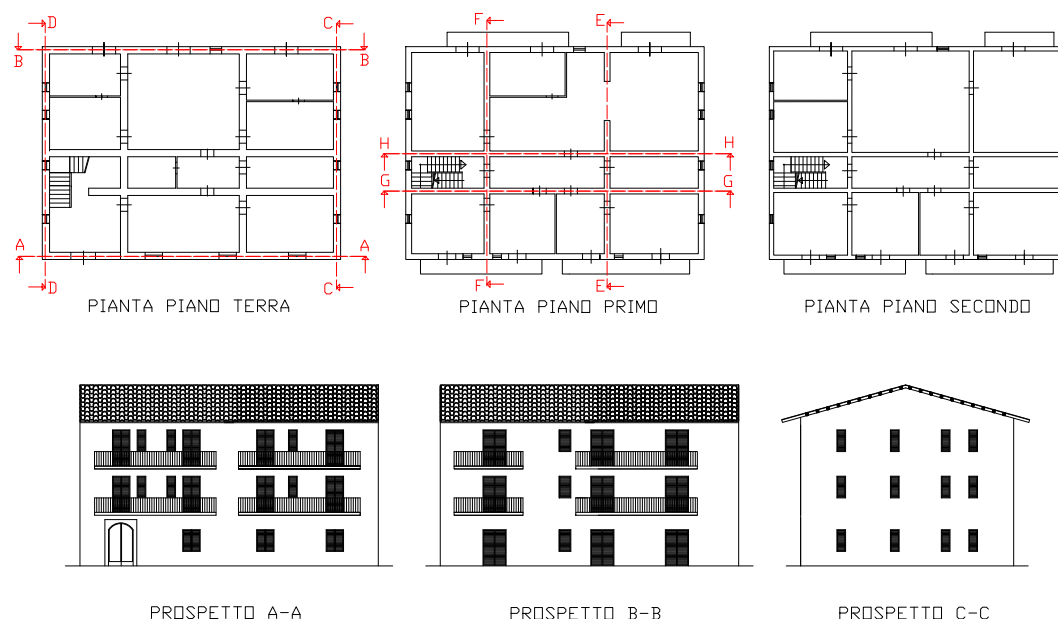 D C F E
B B
H H
G G
A A
D C F E
PIANTA PIANO TERRA
PIANTA PIANO PRIMO
PIANTA PIANO SECONDO
PROSPETTO A-A
PROSPETTO B-B
PROSPETTO C-C